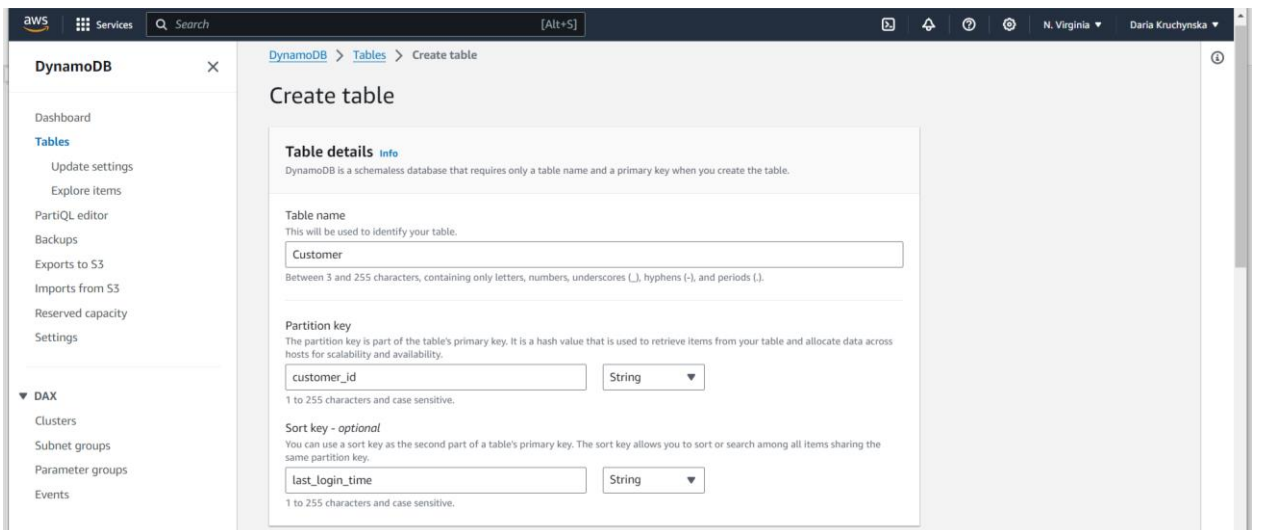 aws Services Search [Alt+S] N. Virginia ▼ Daria Kruchynska ▼
DynamoDB
Dashboard
Tables
Update settings
Explore items
PartiQL editor
Backups
Exports to S3
Imports from S3
Reserved capacity
Settings
▼ DAX
Clusters
Subnet groups
Parameter groups
Events
DynamoDB > Tables > Create table
Create table
Table details Info
DynamoDB is a schemaless database that requires only a table name and a primary key when you create the table.
Table name
This will be used to identify your table.
Customer
Between 3 and 255 characters, containing only letters, numbers, underscores (_), hyphens (-), and periods (.).
Partition key
The partition key is part of the table's primary key. It is a hash value that is used to retrieve items from your table and allocate data across
hosts for scalability and availability.
customer_id String ▼
1 to 255 characters and case sensitive.
Sort key - optional
You can use a sort key as the second part of a table's primary key. The sort key allows you to sort or search among all items sharing the
same partition key.
last_login_time String ▼
1 to 255 characters and case sensitive.